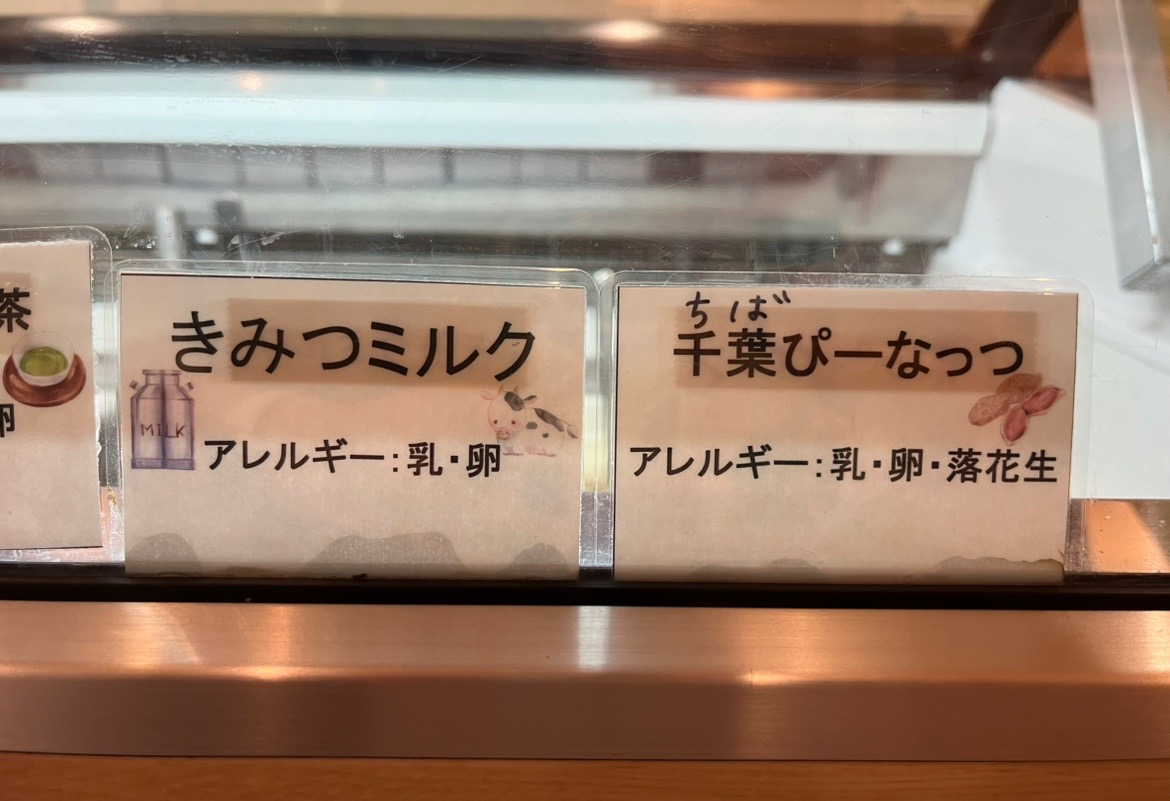 茶
卵
きみつミルク
MILK
アレルギー：乳・卵
ちば
千葉ぴーなっつ
アレルギー：乳・卵・落花生